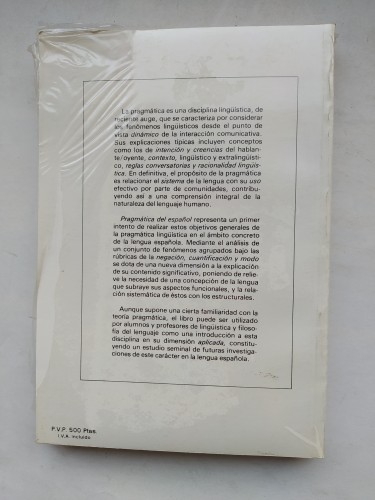 La pragmática es una disciplina lingüística, de
reciente auge, que se caracteriza por considerar
los fenómenos lingüísticos desde el punto de
vista dinámico de la interacción comunicativa.
Sus explicaciones típicas incluyen conceptos
como los de intención y creencias del hablan-
te/oyente, contexto, lingüístico y extralingüísti-
co, reglas conversatorias y racionalidad lingüís-
tica. En definitiva, el propósito de la pragmática
es relacionar el sistema de la lengua con su uso
efectivo por parte de comunidades, contribu-
yendo así a una comprensión integral de la
naturaleza del lenguaje humano.
Pragmática del español representa un primer
intento de realizar estos objetivos generales de
la pragmática lingüística en el ámbito concreto
de la lengua española. Mediante el análisis de
un conjunto de fenómenos agrupados bajo las
rúbricas de la negación, cuantificación y modo
se dota de una nueva dimensión a la explicación
de su contenido significativo, poniendo de relie-
ve la necesidad de una concepción de la lengua
que subraye sus aspectos funcionales, y la rela-
ción sistemática de éstos con los estructurales.
Aunque supone una cierta familiaridad con la
teoría pragmática, el libro puede ser utilizado
por alumnos y profesores de lingüística y filoso-
fía del lenguaje como una introducción a esta
disciplina en su dimensión aplicada, constitu-
yendo un estudio seminal de futuras investiga-
ciones de este carácter en la lengua española.
P.V.P. 500 Ptas.
I.V.A. incluido